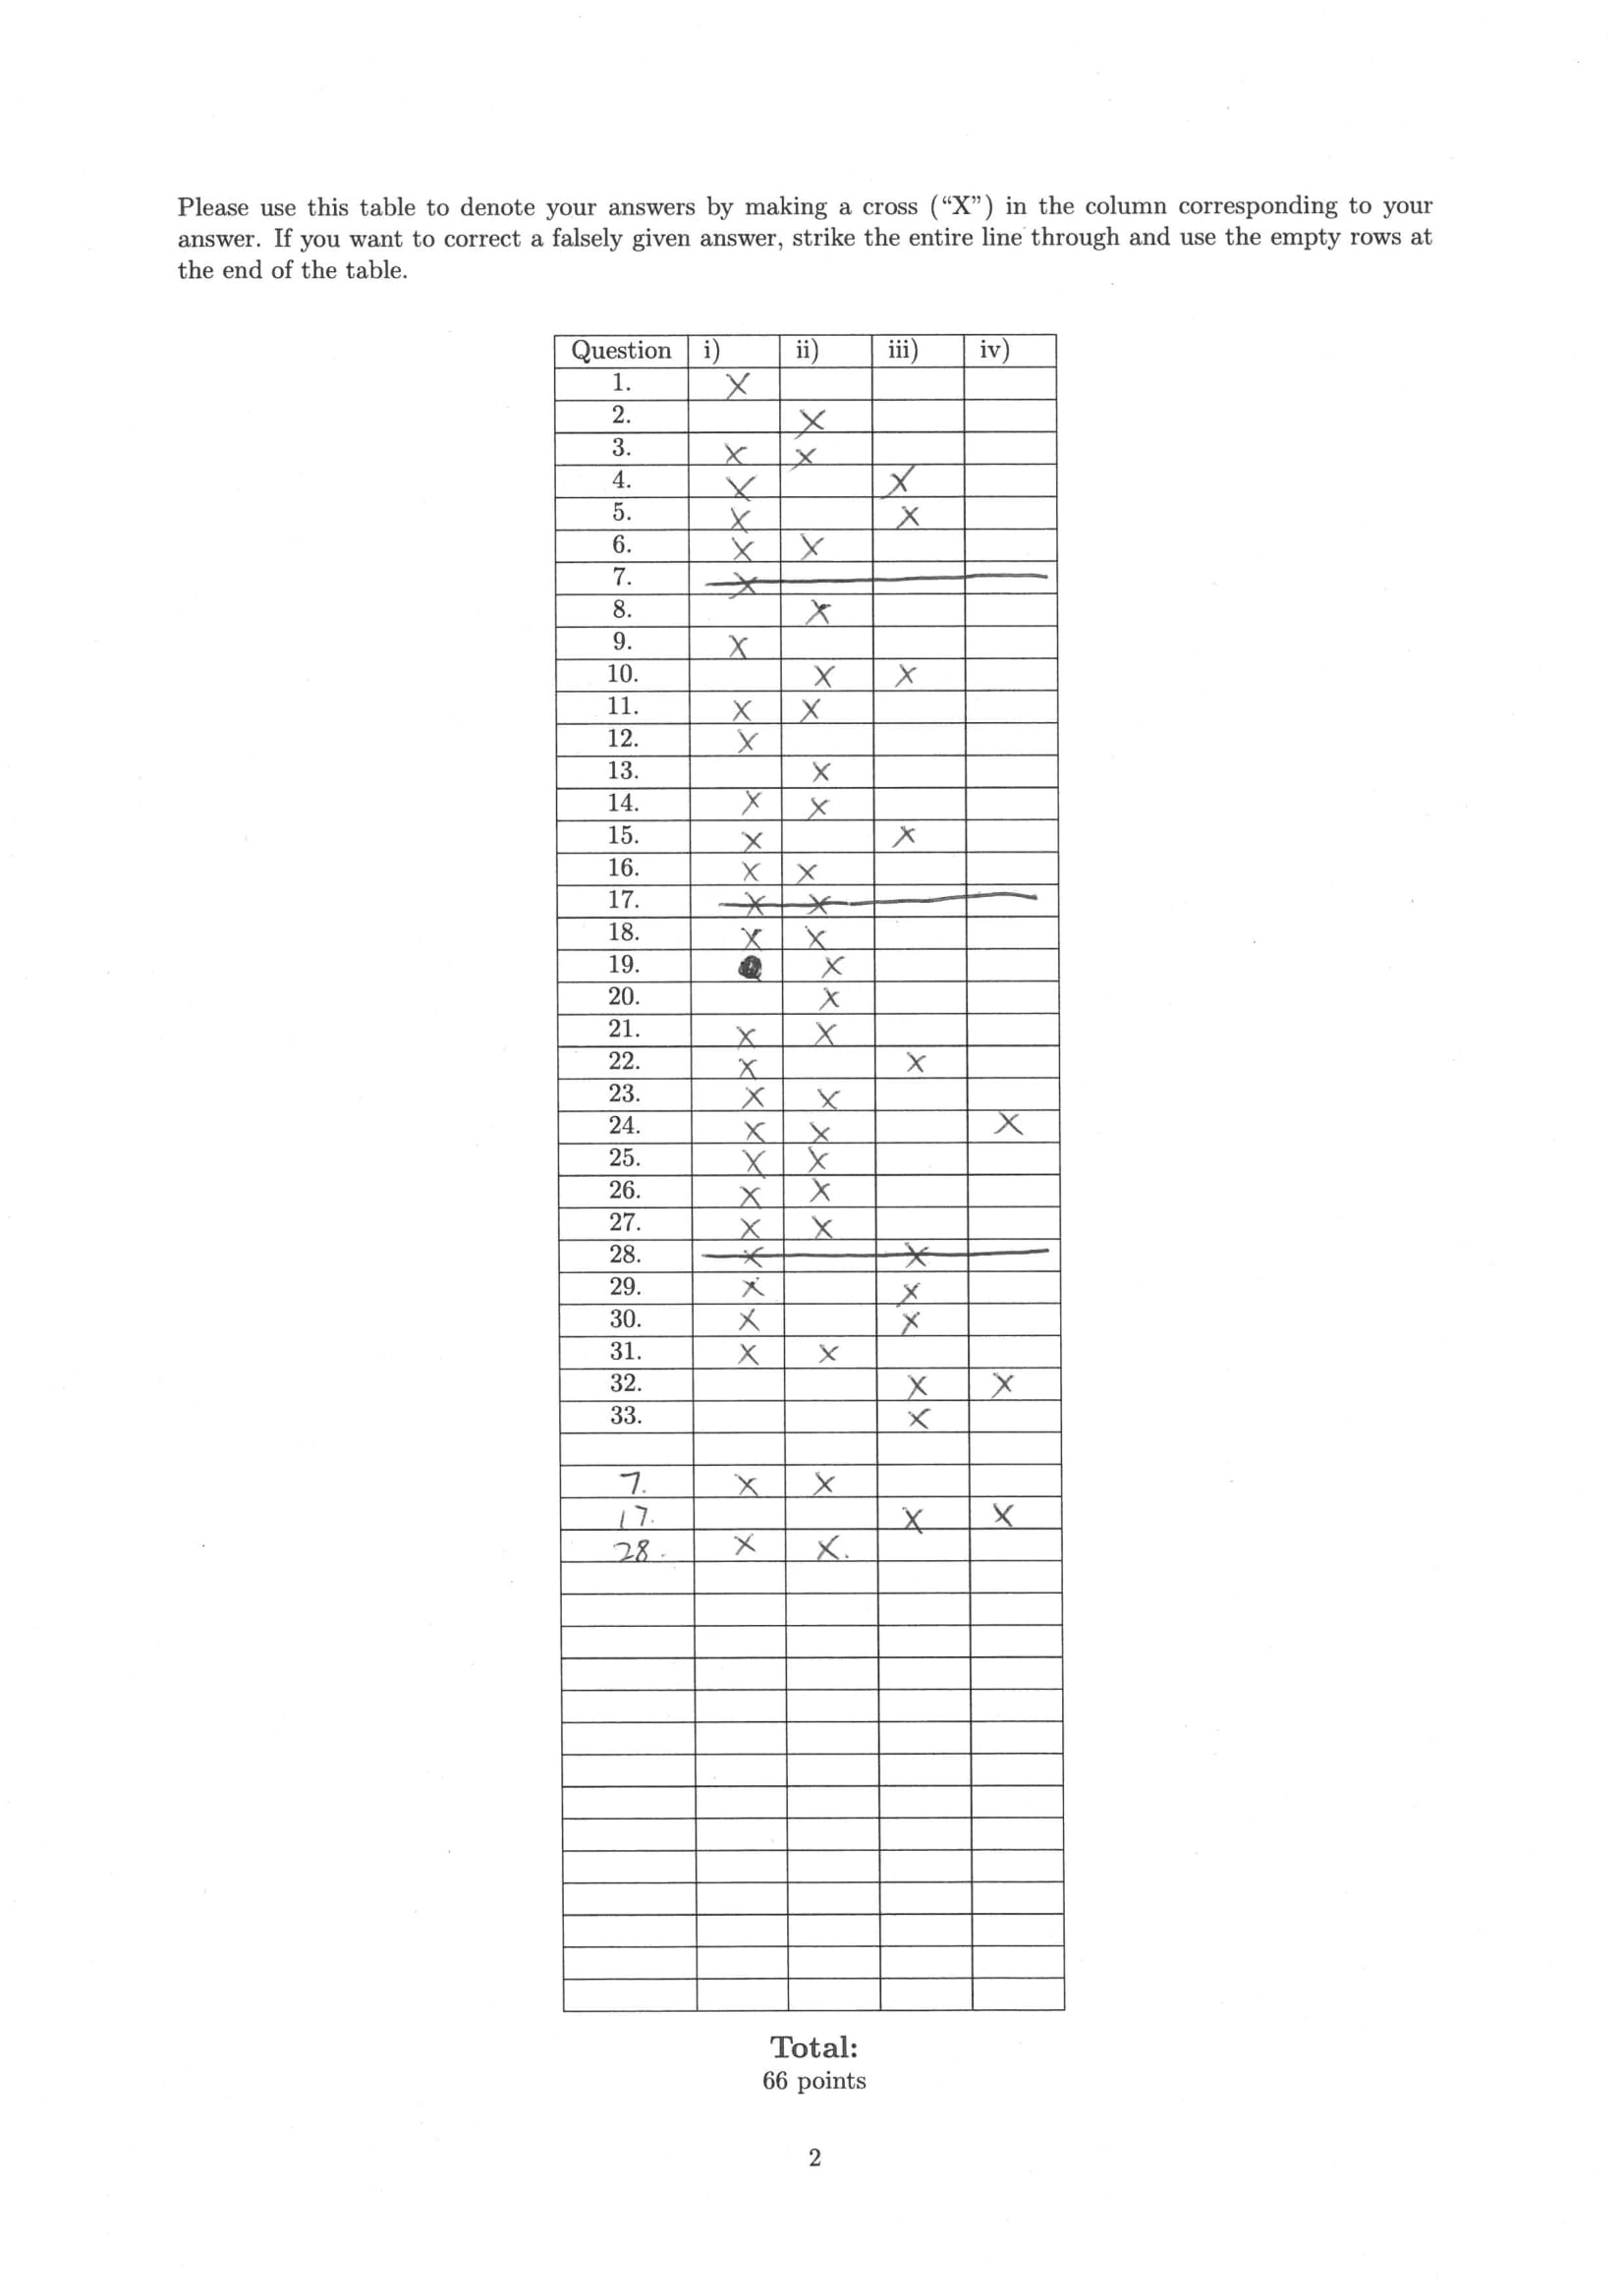 Please use this table to denote your answers by making a cross (“X”) in the column corresponding to your
answer. If you want to correct a falsely given answer, strike the entire line through and use the empty rows at
the end of the table.
Question i) ii) iii) iv)
1. X
2. X
3. X X
4. X X
5. X X
6. X X
7. X
8. X
9. X
10. X X
11. X X
12. X
13. X
14. X X
15. X X
16. X X
17. X X
18. X X
19. X
20. X
21. X X
22. X X
23. X X
24. X X X
25. X X
26. X X
27. X X
28. X X
29. X X
30. X X
31. X X
32. X X
33. X
7. X X
17. X X
28. X X.
Total:
66 points
2